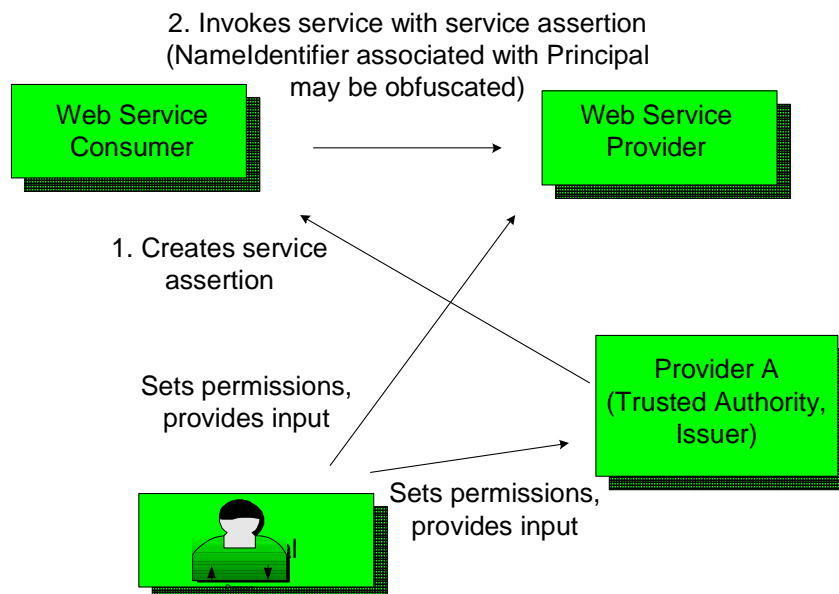 2. Invokes service with service assertion
(NameIdentifier associated with Principal
may be obfuscated)
Web Service
Consumer
Web Service
Provider
1. Creates service
assertion
Provider A
(Trusted Authority,
Issuer)
Sets permissions,
provides input
Sets permissions,
provides input